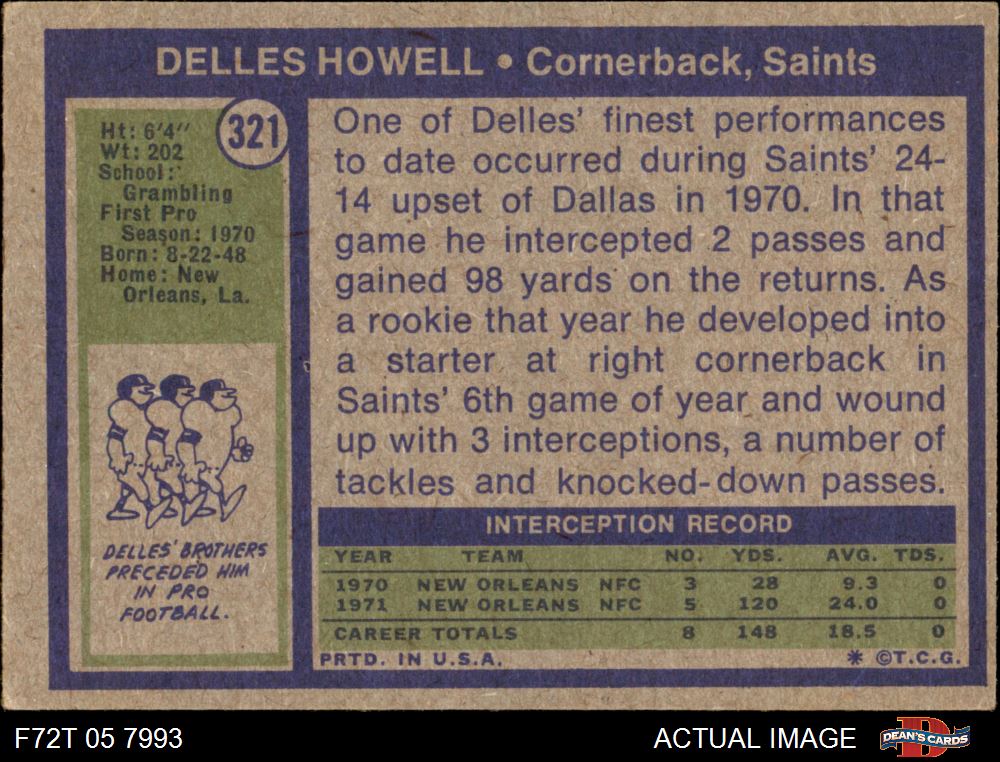 DELLES HOWELL • Cornerback, Saints
321
Ht: 6'4"
Wt: 202
School:
Grambling
First Pro
Season: 1970
Born: 8-22-48
Home: New
Orleans, La.
DELLES' BROTHERS
PRECEDED HIM
IN PRO
FOOTBALL.
One of Delles' finest performances
to date occurred during Saints' 24-
14 upset of Dallas in 1970. In that
game he intercepted 2 passes and
gained 98 yards on the returns. As
a rookie that year he developed into
a starter at right cornerback in
Saints' 6th game of year and wound
up with 3 interceptions, a number of
tackles and knocked-down passes.
INTERCEPTION RECORD
YEAR TEAM NO. YDS. AVG. TDS.
1970 NEW ORLEANS NFC 3 28 9.3 0
1971 NEW ORLEANS NFC 5 120 24.0 0
CAREER TOTALS 8 148 18.5 0
PRTD. IN U.S.A. * ©T.C.G.
F72T 05 7993 ACTUAL IMAGE D DEAN'S CARDS